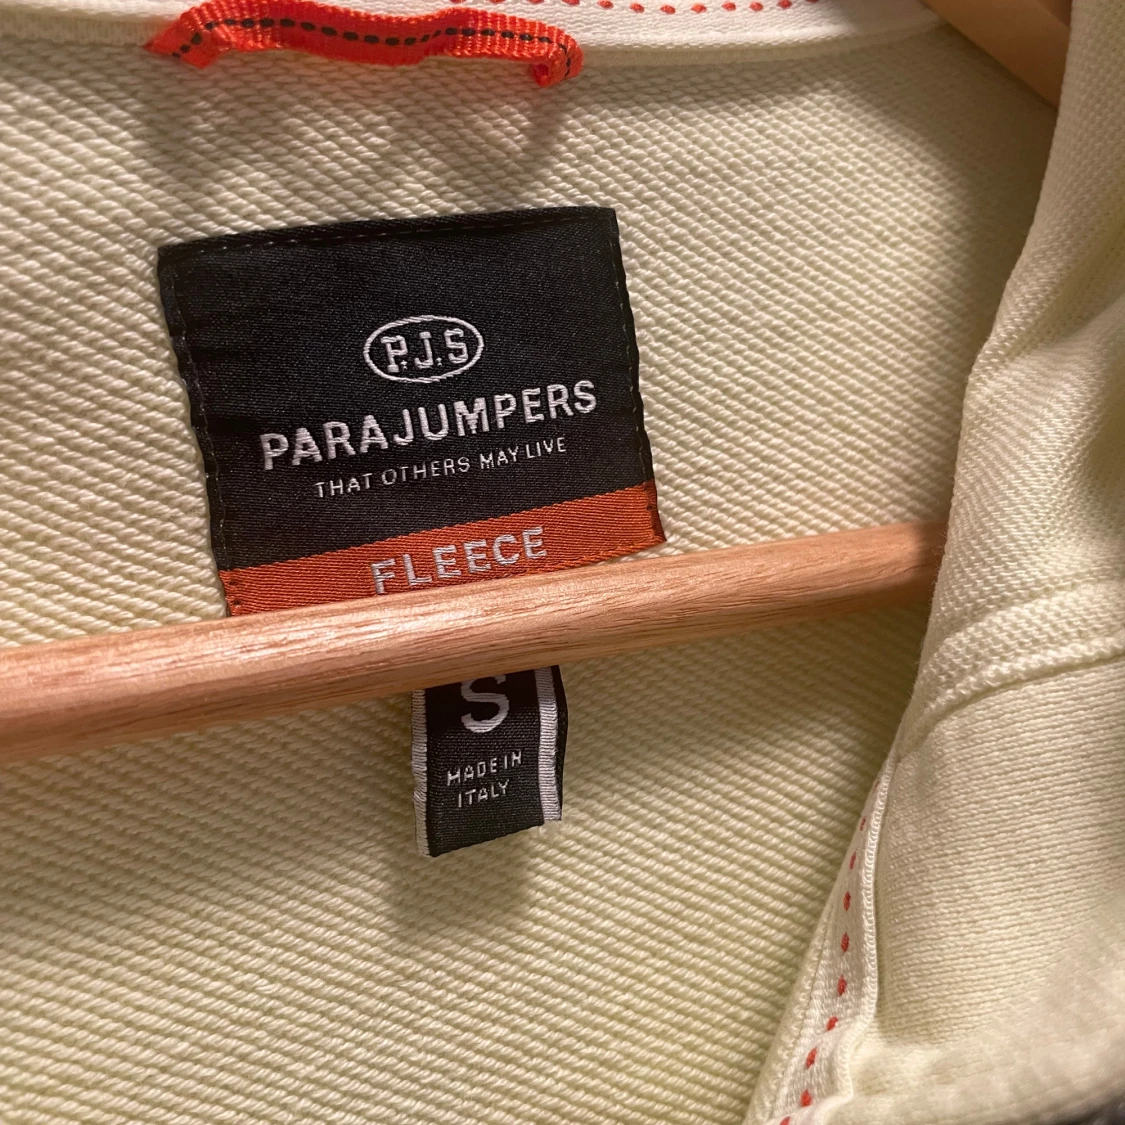 P.J.S
PARAJUMPERS
THAT OTHERS MAY LIVE
FLEECE
S
MADE IN
ITALY